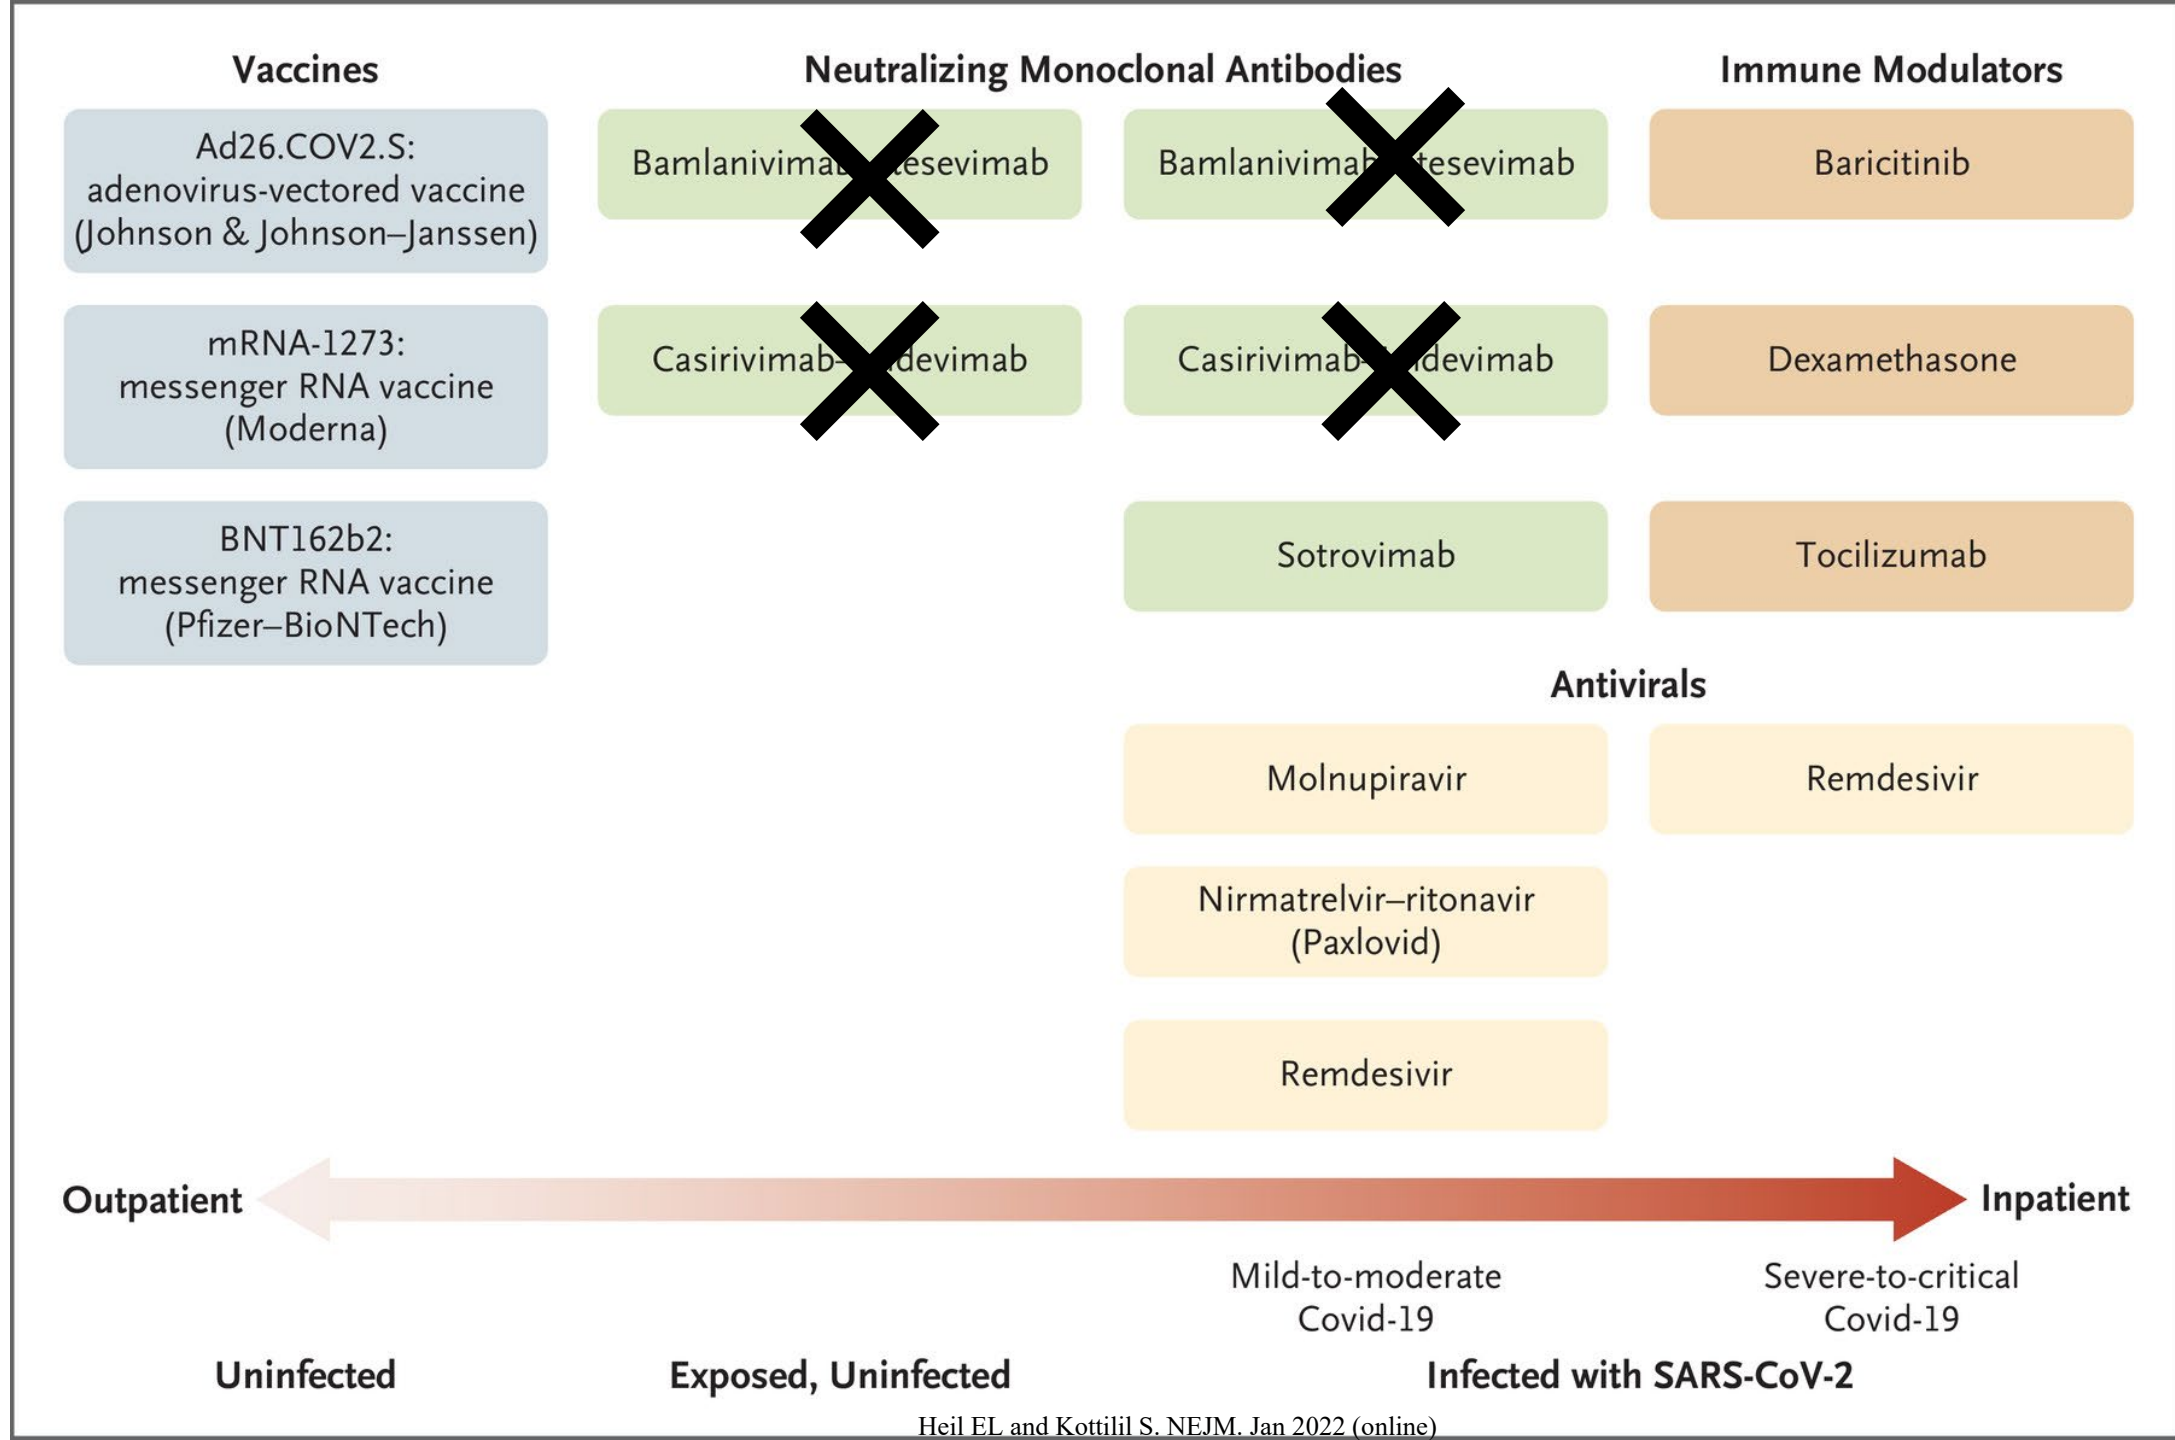 Vaccines
Neutralizing Monoclonal Antibodies
Immune Modulators
Ad26.COV2.S:
adenovirus-vectored vaccine
(Johnson & Johnson–Janssen)
mRNA-1273:
messenger RNA vaccine
(Moderna)
BNT162b2:
messenger RNA vaccine
(Pfizer–BioNTech)
Sotrovimab
Baricitinib
Dexamethasone
Tocilizumab
Antivirals
Molnupiravir
Nirmatrelvir–ritonavir
(Paxlovid)
Remdesivir
Remdesivir
Outpatient
Inpatient
Mild-to-moderate
Covid-19
Severe-to-critical
Covid-19
Uninfected
Exposed, Uninfected
Infected with SARS-CoV-2
Heil EL and Kottilil S. NEJM. Jan 2022 (online)